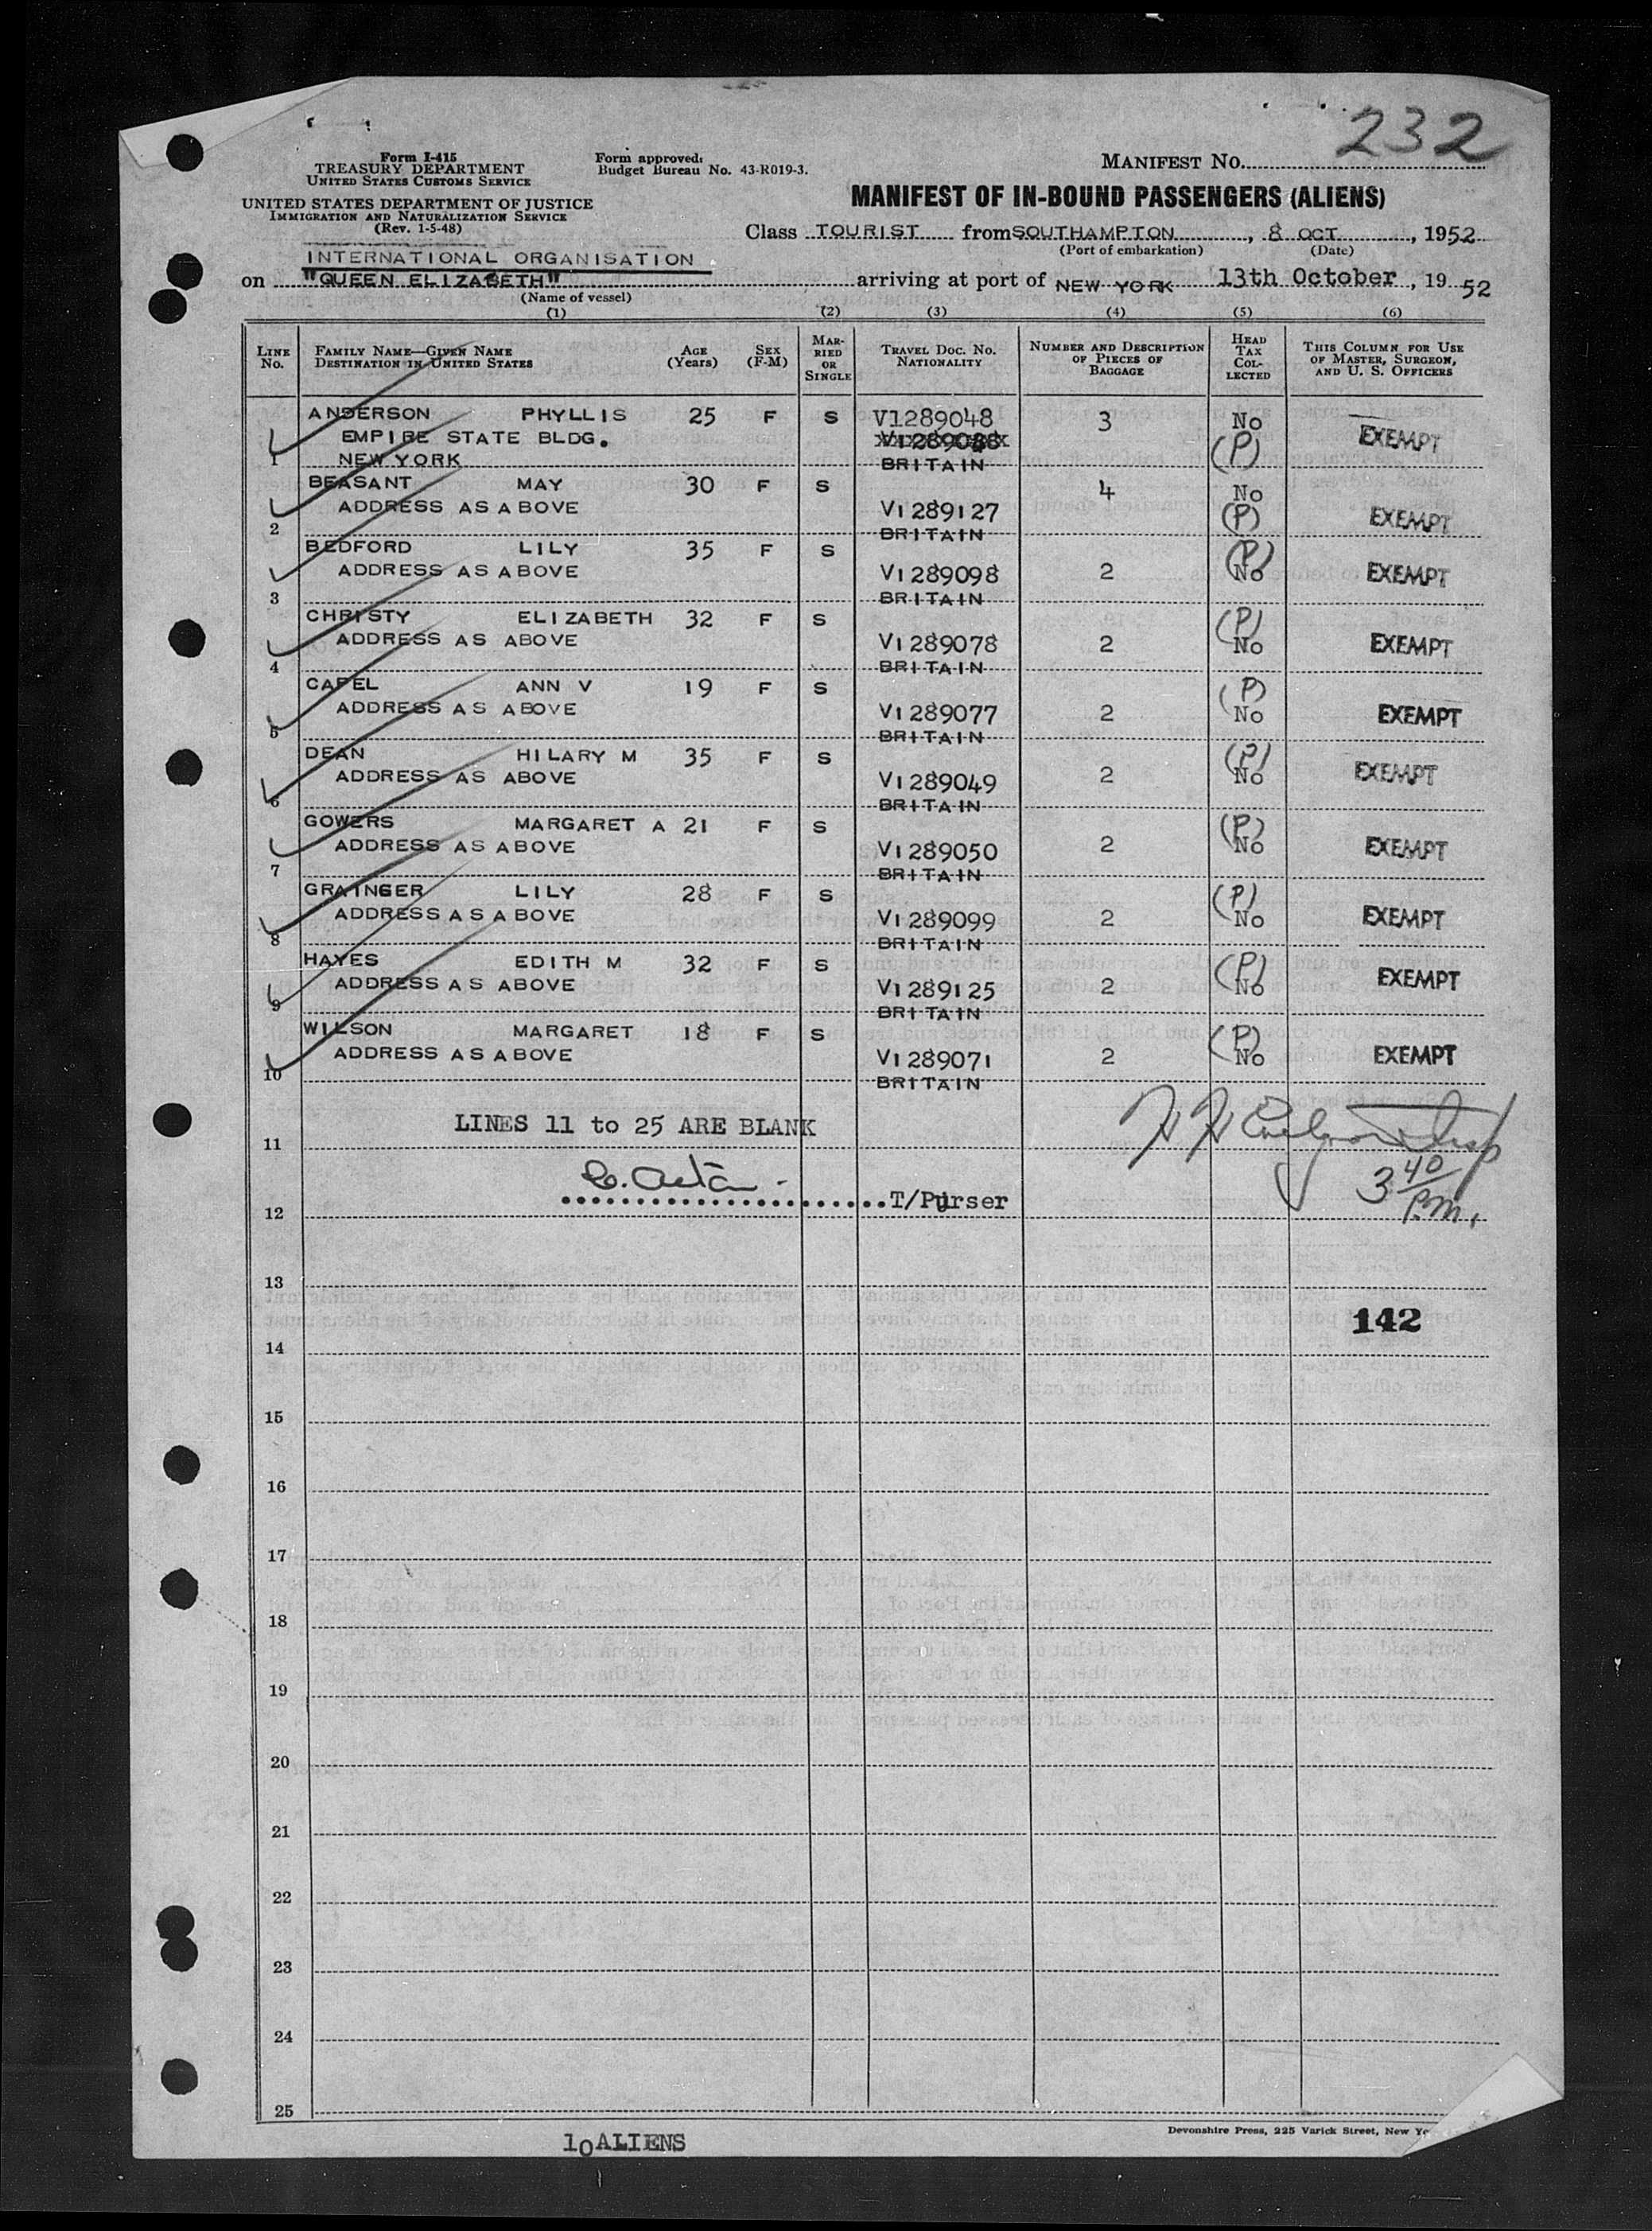 232
Form I-415
TREASURY DEPARTMENT
UNITED STATES CUSTOMS SERVICE
UNITED STATES DEPARTMENT OF JUSTICE
IMMIGRATION AND NATURALIZATION SERVICE
(Rev. 1-5-48)
Form approved:
Budget Bureau No. 43-R019-3.
MANIFEST No.
MANIFEST OF IN-BOUND PASSENGERS (ALIENS)
Class TOURIST from SOUTHAMPTON, 8 OCT, 1952
(Port of embarkation) (Date)
INTERNATIONAL ORGANISATION
on "QUEEN ELIZABETH" arriving at port of NEW YORK 13th October, 1952
(Name of vessel)
(1) (2) (3) (4) (5) (6)
LINE No.
FAMILY NAME—GIVEN NAME
DESTINATION IN UNITED STATES
AGE (Years)
SEX (F-M)
MARRIED OR SINGLE
TRAVEL DOC. NO.
NATIONALITY
NUMBER AND DESCRIPTION OF PIECES OF BAGGAGE
HEAD TAX COLLECTED
THIS COLUMN FOR USE OF MASTER, SURGEON, AND U. S. OFFICERS
ANDERSON PHYLLIS 25 F S V1289048 3 No
EMPIRE STATE BLDG. EXEMPT
1 NEW YORK BRITAIN (P)
BEASANT MAY 30 F S 4 No
ADDRESS AS ABOVE V1289127 (P) EXEMPT
2 BRITAIN
BEDFORD LILY 35 F S (P)
ADDRESS AS ABOVE V1289098 2 No EXEMPT
3 BRITAIN
CHRISTY ELIZABETH 32 F S (P)
ADDRESS AS ABOVE V1289078 2 No EXEMPT
4 BRITAIN
CAPEL ANN V 19 F S (P)
ADDRESS AS ABOVE V1289077 2 No EXEMPT
5 BRITAIN
DEAN HILARY M 35 F S (P)
ADDRESS AS ABOVE V1289049 2 No EXEMPT
6 BRITAIN
GOWERS MARGARET A 21 F S (P)
ADDRESS AS ABOVE V1289050 2 No EXEMPT
7 BRITAIN
GRAINGER LILY 28 F S (P)
ADDRESS AS ABOVE V1289099 2 No EXEMPT
8 BRITAIN
HAYES EDITH M 32 F S (P)
ADDRESS AS ABOVE V1289125 2 No EXEMPT
9 BRITAIN
WILSON MARGARET 18 F S (P)
ADDRESS AS ABOVE V1289071 2 No EXEMPT
10 BRITAIN
LINES 11 to 25 ARE BLANK
11
T/Purser
3 40 P.m.
12
13
142
14
15
16
17
18
19
20
21
22
23
24
25
Devonshire Press, 225 Varick Street, New Yo
10 ALIENS